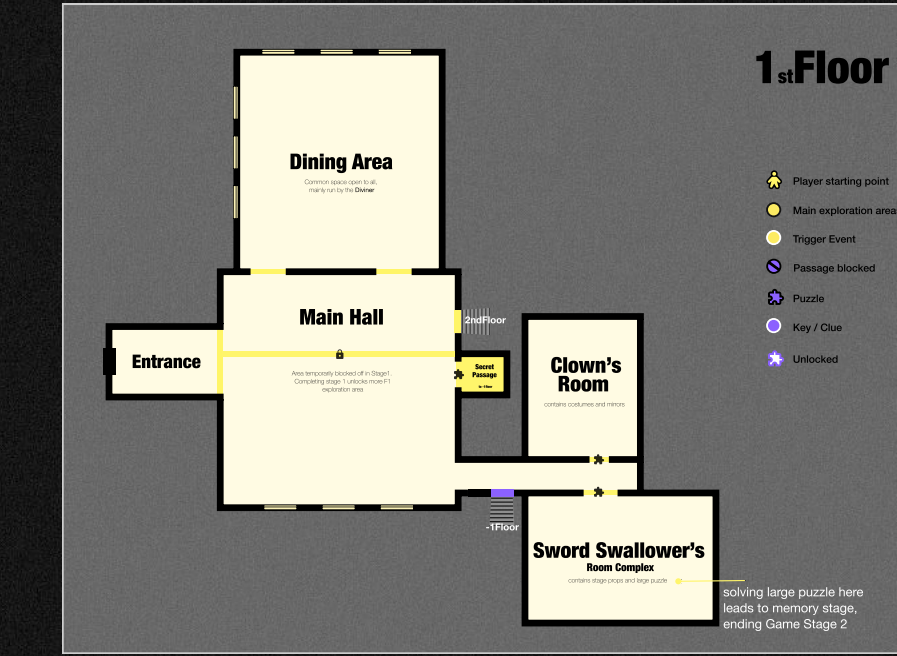 1stFloor
Dining Area
Common space open to all,
mainly run by the Diviner
Player starting point
Main exploration area
Trigger Event
Passage blocked
Puzzle
Key / Clue
Unlocked
Main Hall
2ndFloor
Entrance
Area temporarily blocked off in Stage1.
Completing stage 1 unlocks more F1
exploration area
Secret
Passage
Clown's
Room
contains costumes and mirrors
-1Floor
Sword Swallower's
Room Complex
contains stage props and large puzzle
solving large puzzle here
leads to memory stage,
ending Game Stage 2